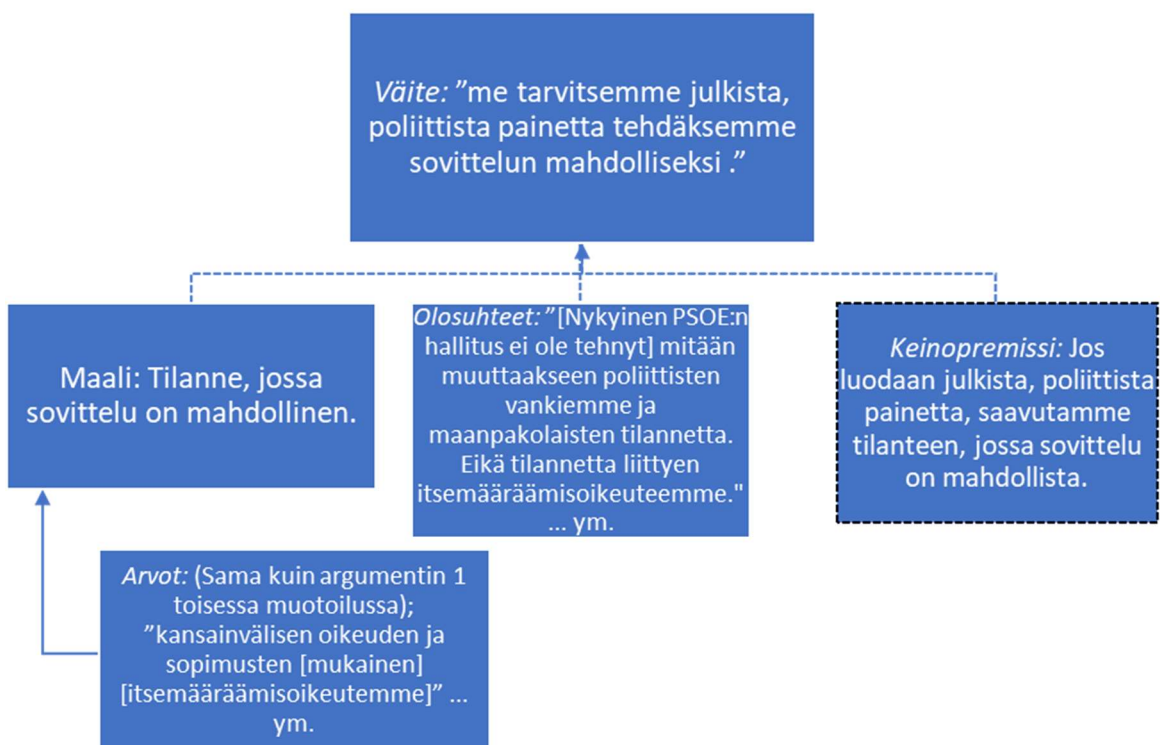 Väite: ”me tarvitsemme julkista,
poliittista painetta tehdäksemme
sovittelun mahdolliseksi .”
Maali: Tilanne, jossa
sovittelu on mahdollinen.
Olosuhteet: ”[Nykyinen PSOE:n
hallitus ei ole tehnyt] mitään
muuttaakseen poliittisten
vankiemme ja
maanpakolaisten tilannetta.
Eikä tilannetta liittyen
itsemääräämisoikeuteemme."
... ym.
Keinopremissi: Jos
luodaan julkista, poliittista
painetta, saavutamme
tilanteen, jossa sovittelu
on mahdollista.
Arvot: (Sama kuin argumentin 1
toisessa muotoilussa);
”kansainvälisen oikeuden ja
sopimusten [mukainen]
[itsemääräämisoikeutemme]” ...
ym.